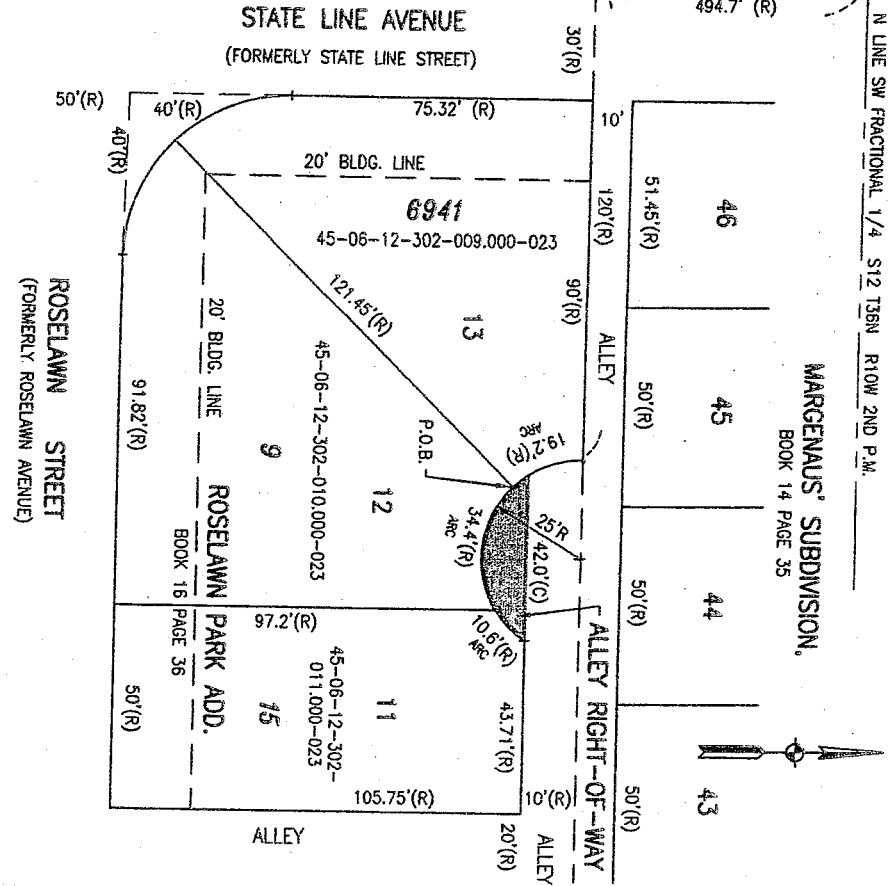 STATE LINE AVENUE
(FORMERLY STATE LINE STREET)
30'(R)
494.7' (R)
N LINE SW FRACTIONAL 1/4 S12 T36N R10W 2ND P.M.
50'(R)
40'(R)
75.32' (R)
10'
40'(R)
20' BLDG. LINE
120'(R)
51.45'(R)
46
6941
45-06-12-302-009.000-023
90'(R)
121.45'(R)
13
ALLEY
ROSELAWN STREET
(FORMERLY ROSELAWN AVENUE)
91.82'(R)
20' BLDG. LINE
9
45-06-12-302-010.000-023
12
P.O.B.
19.2'(R)
ARC
50'(R)
45
MARGENAUS' SUBDIVISION,
BOOK 14 PAGE 35
34.4'(R)
ARC
25'R
42.0'(C)
50'(R)
44
ROSELAWN PARK ADD.
BOOK 16 PAGE 36
97.2'(R)
10.6'(R)
ARC
ALLEY RIGHT-OF-WAY
50'(R)
15
45-06-12-302-
011.000-023
11
43.71'(R)
105.75'(R)
10'(R)
50'(R)
43
ALLEY
20'(R)
ALLEY